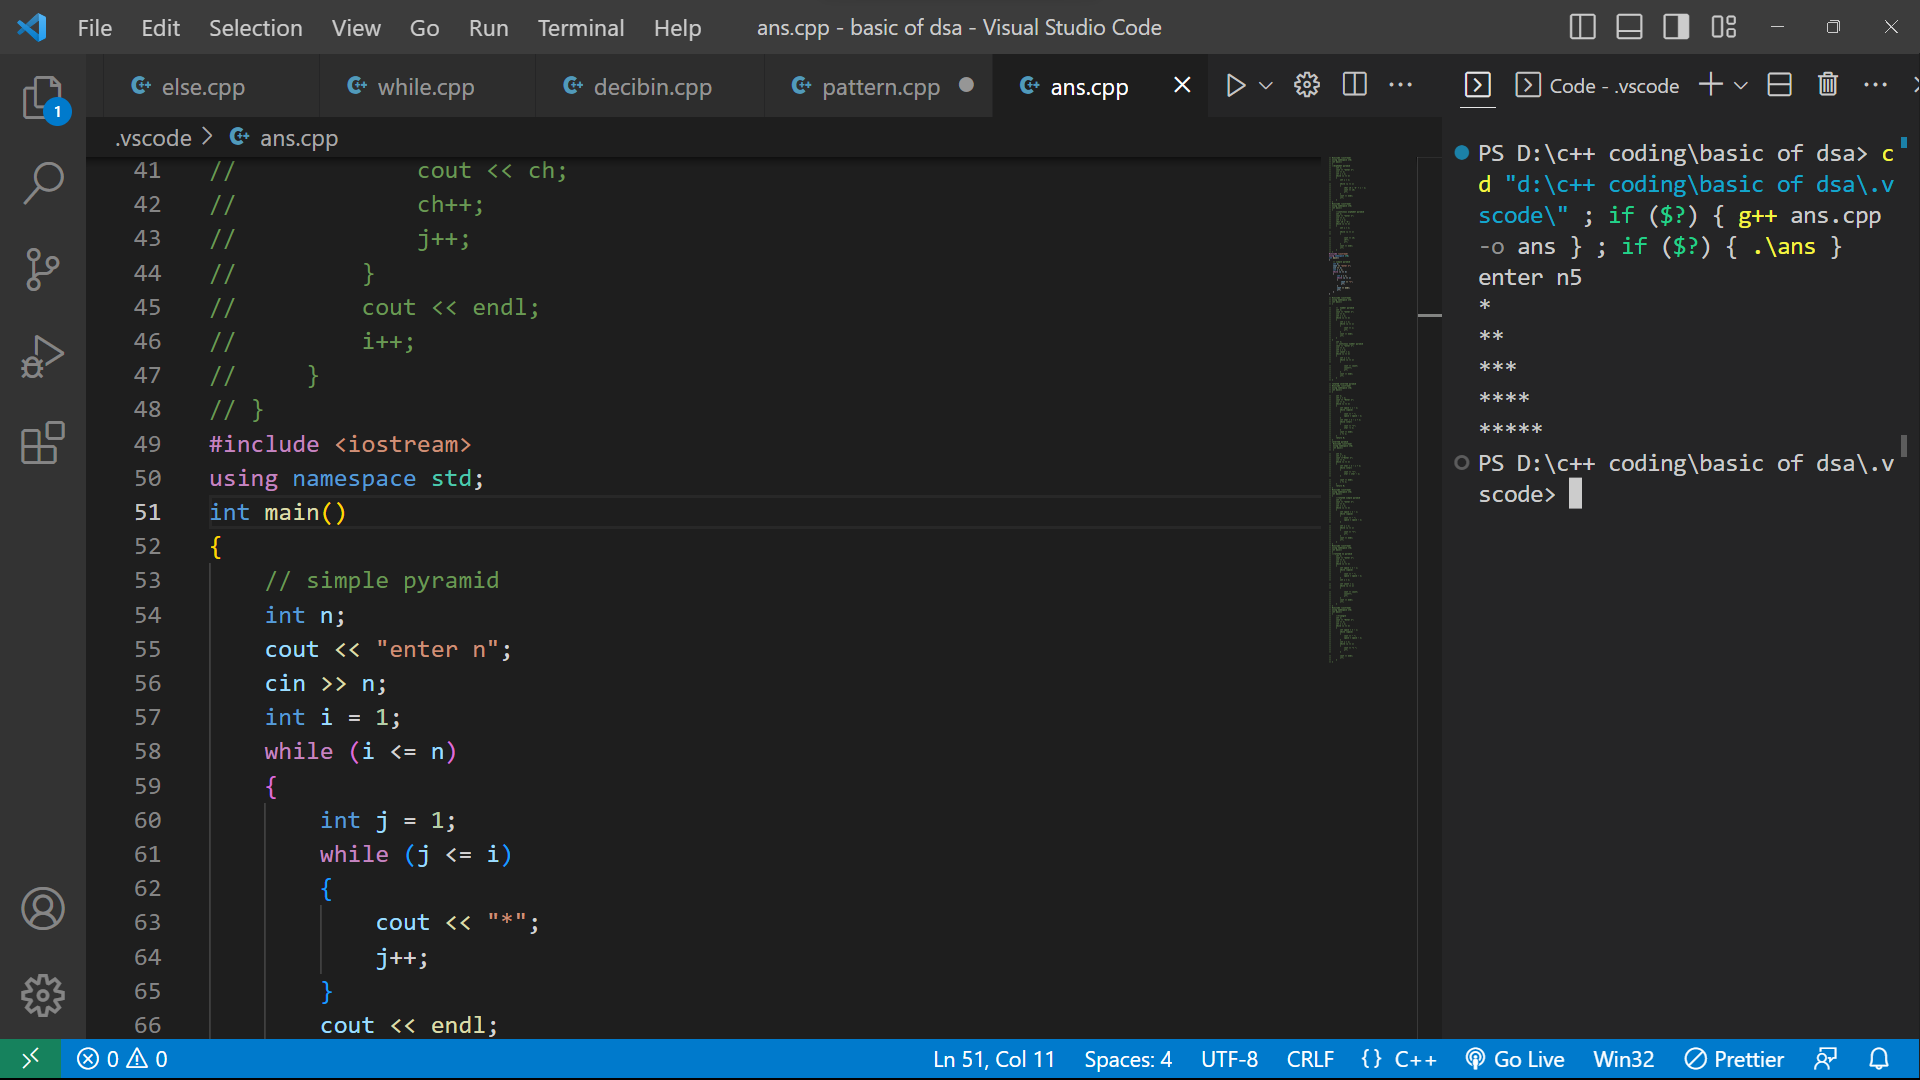 File Edit Selection View Go Run Terminal Help ans.cpp - basic of dsa - Visual Studio Code
else.cpp while.cpp decibin.cpp pattern.cpp ans.cpp
Code - .vscode
1
.vscode > ans.cpp
41 // cout << ch;
42 // ch++;
43 // j++;
44 // }
45 // cout << endl;
46 // i++;
47 // }
48 // }
49 #include <iostream>
50 using namespace std;
51 int main()
52 {
53 // simple pyramid
54 int n;
55 cout << "enter n";
56 cin >> n;
57 int i = 1;
58 while (i <= n)
59 {
60 int j = 1;
61 while (j <= i)
62 {
63 cout << "*";
64 j++;
65 }
66 cout << endl;
PS D:\c++ coding\basic of dsa> c
d "d:\c++ coding\basic of dsa\.v
scode\" ; if ($?) { g++ ans.cpp
-o ans } ; if ($?) { .\ans }
enter n5
*
**
***
****
*****
PS D:\c++ coding\basic of dsa\.v
scode>
0 0 Ln 51, Col 11 Spaces: 4 UTF-8 CRLF {} C++ Go Live Win32 Prettier